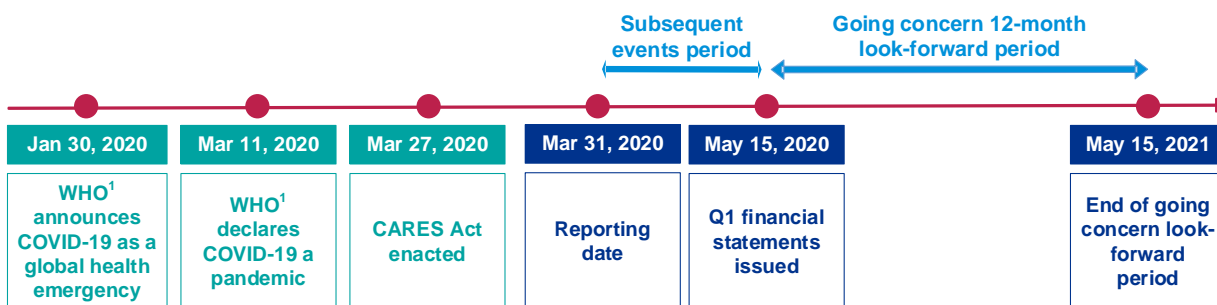 Subsequent
events period
Going concern 12-month
look-forward period
Jan 30, 2020
Mar 11, 2020
Mar 27, 2020
Mar 31, 2020
May 15, 2020
May 15, 2021
WHO¹
announces
COVID-19 as a
global health
emergency
WHO¹
declares
COVID-19 a
pandemic
CARES Act
enacted
Reporting
date
Q1 financial
statements
issued
End of going
concern look-
forward
period